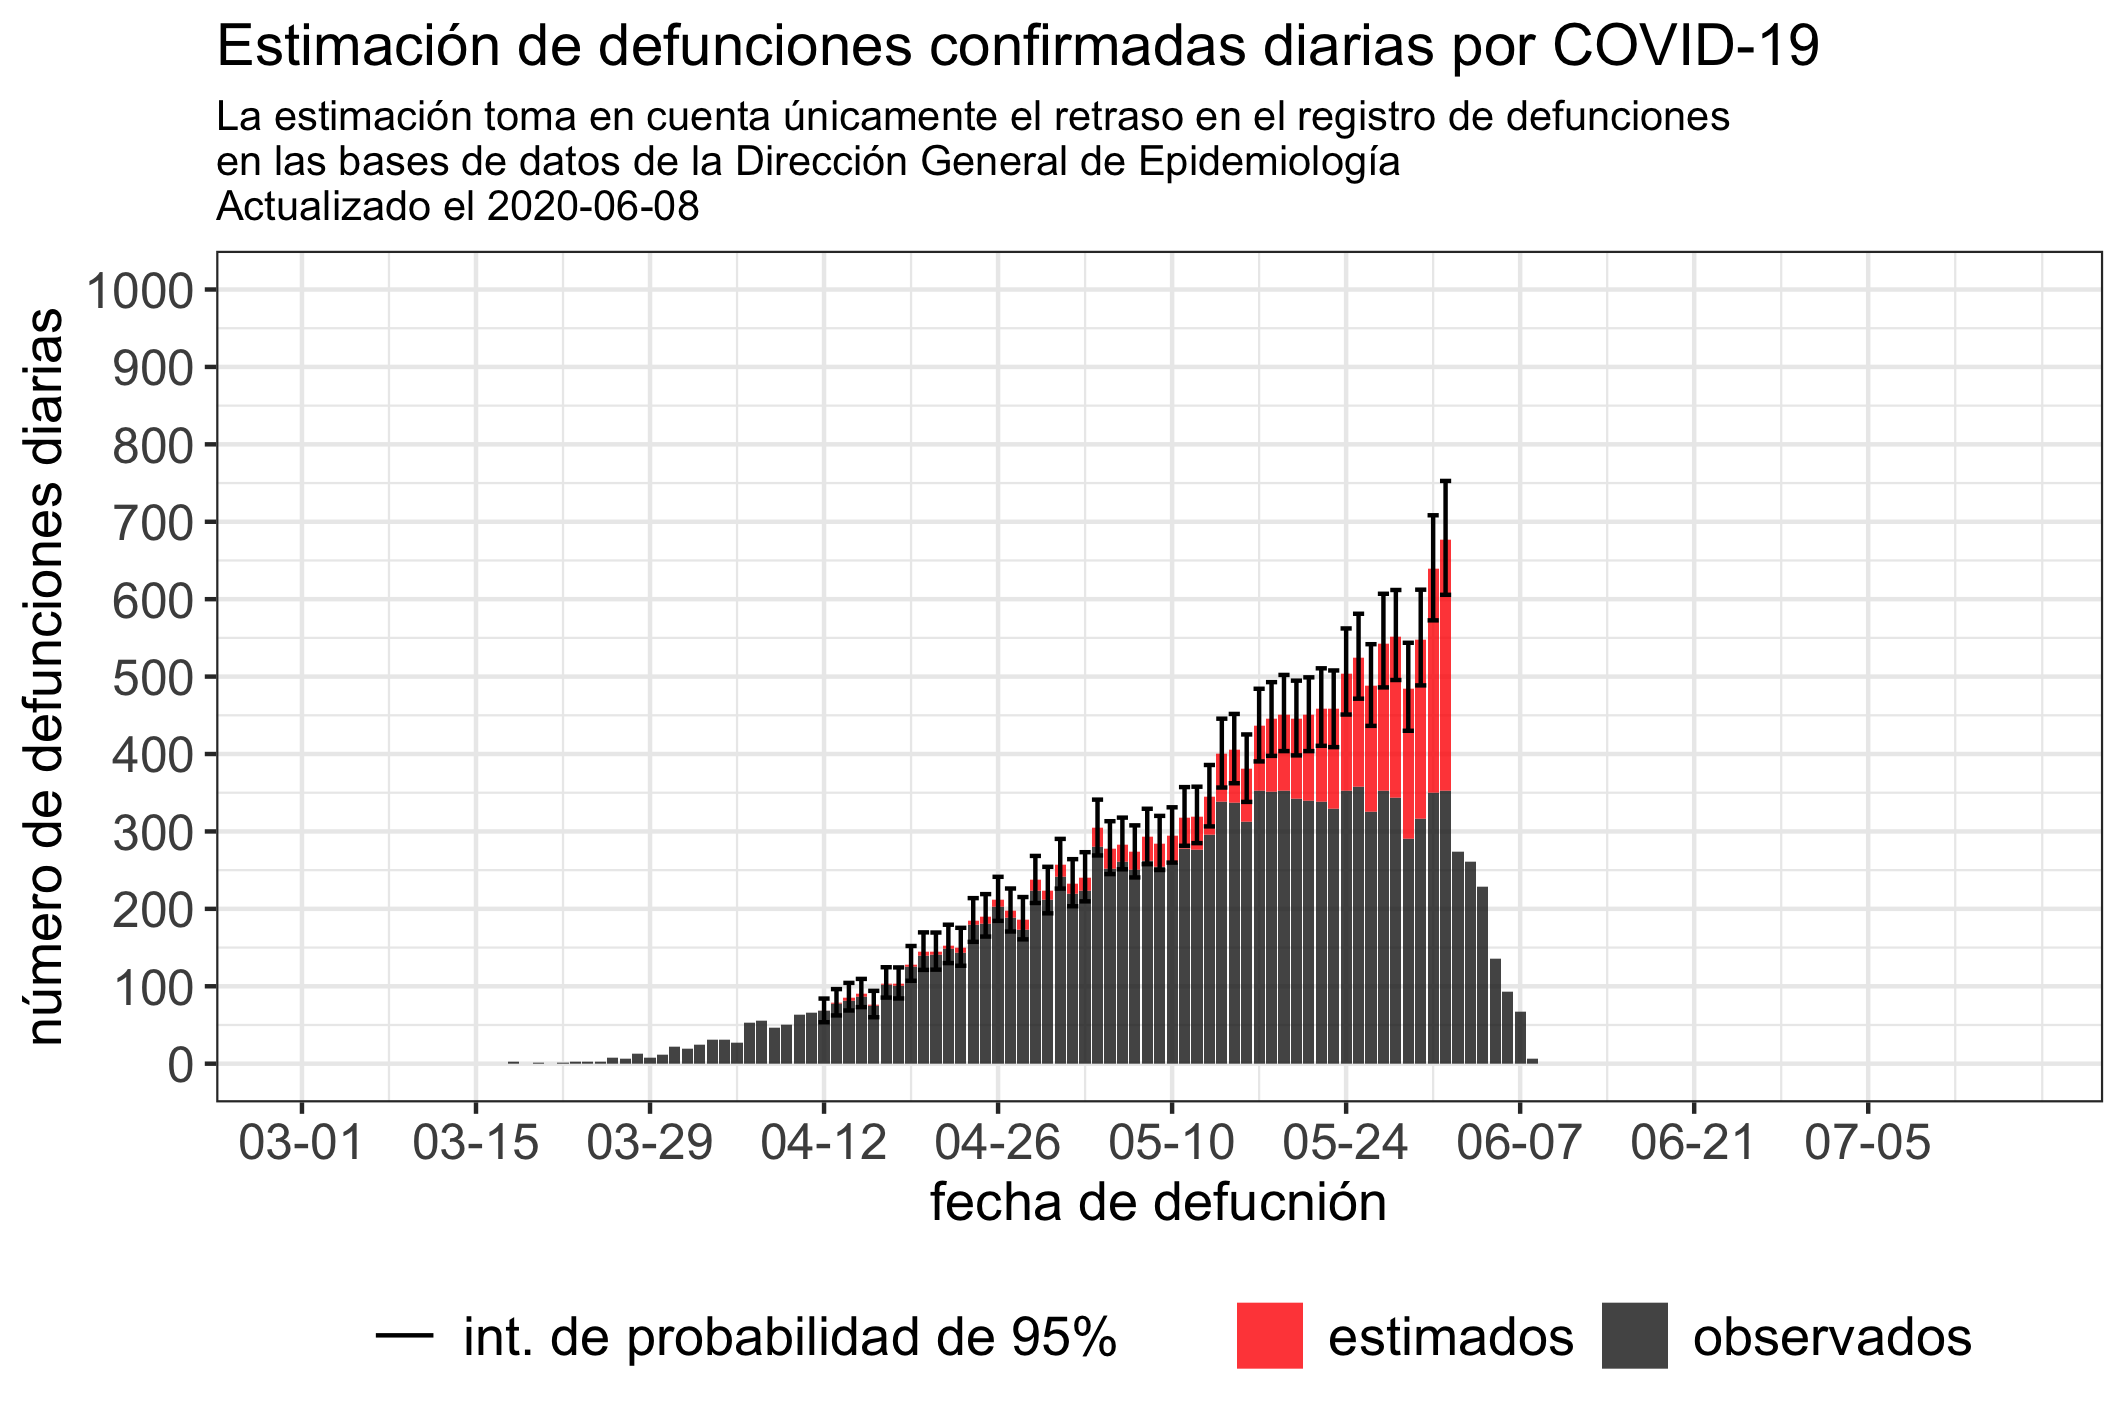 Estimación de defunciones confirmadas diarias por COVID-19
La estimación toma en cuenta únicamente el retraso en el registro de defunciones
en las bases de datos de la Dirección General de Epidemiología
Actualizado el 2020-06-08
número de defunciones diarias
1000
900
800
700
600
500
400
300
200
100
0
03-01 03-15 03-29 04-12 04-26 05-10 05-24 06-07 06-21 07-05
fecha de defucnión
int. de probabilidad de 95% estimados observados